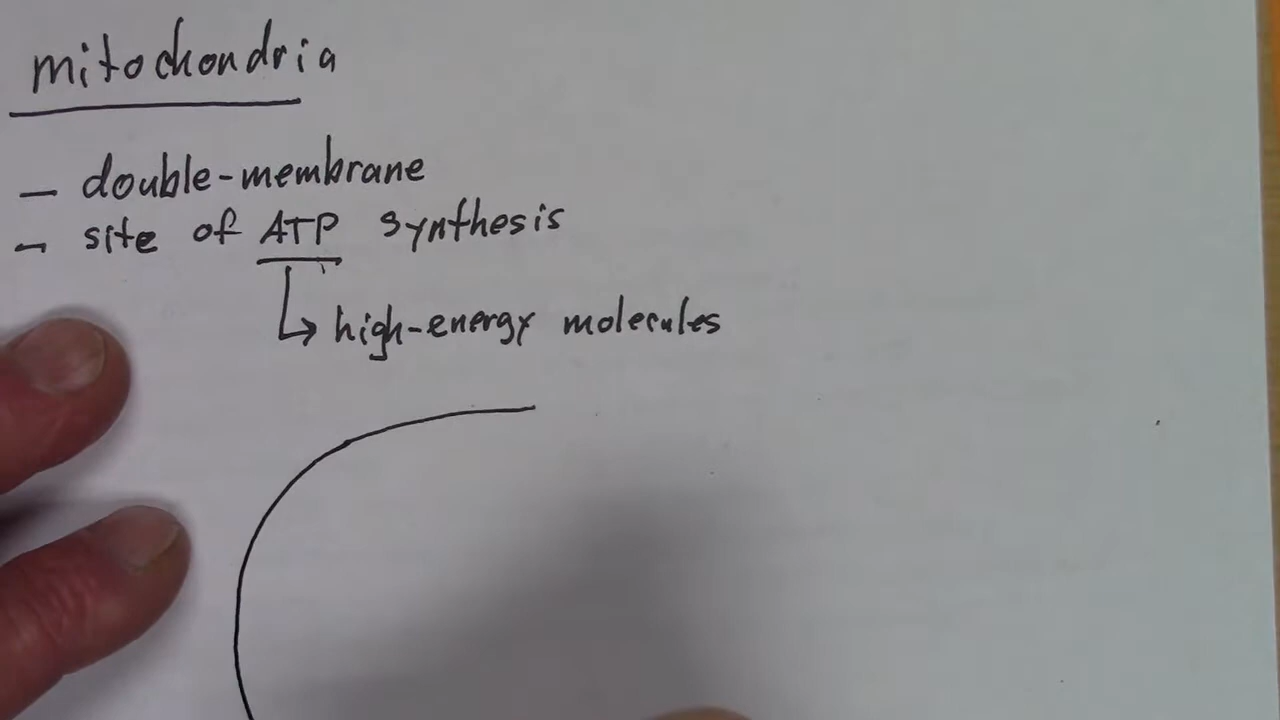 mitochondria
- double-membrane
- site of ATP synthesis
↳ high-energy molecules